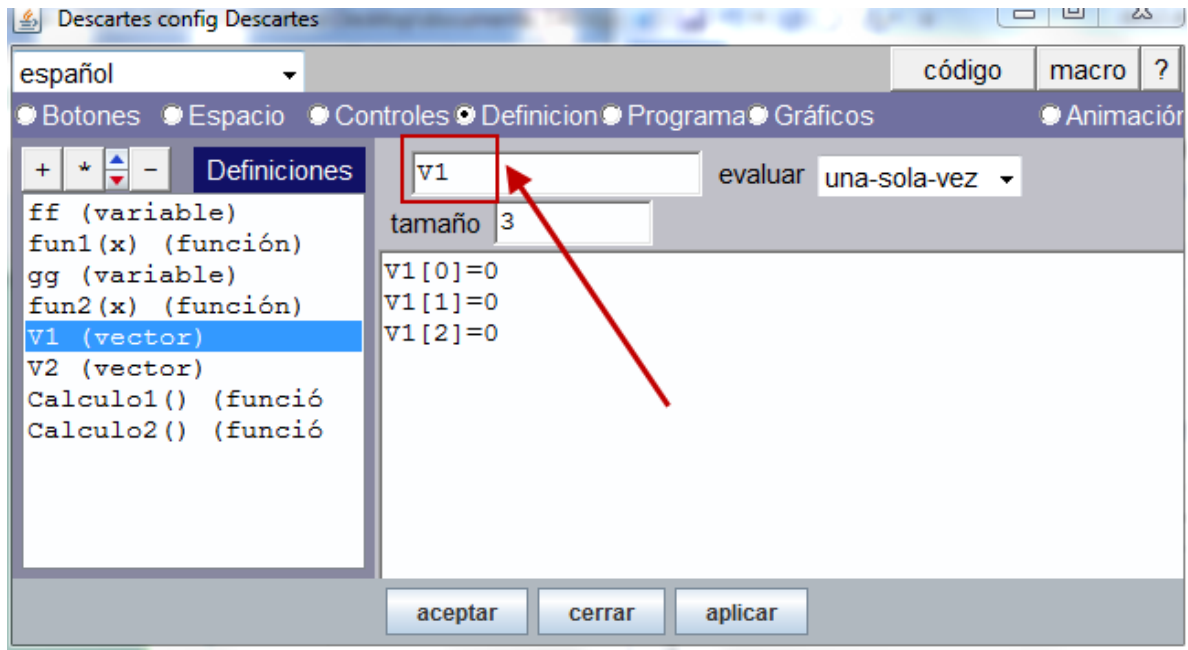 Descartes config Descartes
español código macro ?
Botones Espacio Controles Definicion Programa Gráficos Animación
+ * - Definiciones
V1 evaluar una-sola-vez
tamaño 3
ff (variable)
fun1(x) (función)
gg (variable)
fun2(x) (función)
V1 (vector)
V2 (vector)
Calculo1() (funció
Calculo2() (funció
V1[0]=0
V1[1]=0
V1[2]=0
aceptar cerrar aplicar